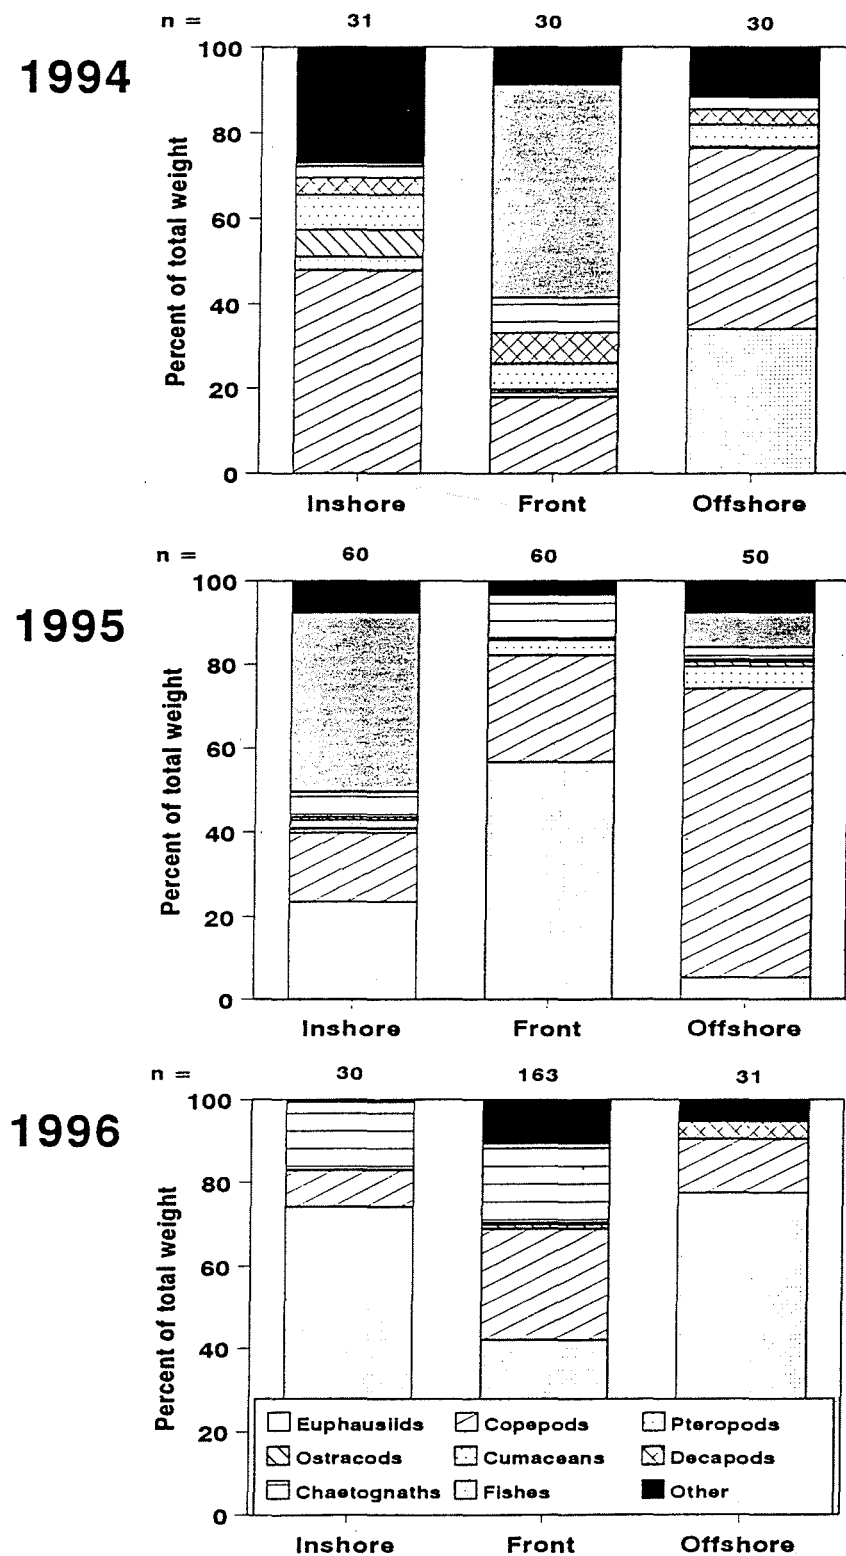 n = 31 30 30
1994
100
80
60
40
20
0
Percent of total weight
Inshore Front Offshore
n = 60 60 50
1995
100
80
60
40
20
0
Percent of total weight
Inshore Front Offshore
n = 30 163 31
1996
100
80
60
40
20
0
Percent of total weight
Euphausiids Copepods Pteropods
Ostracods Cumaceans Decapods
Chaetognaths Fishes Other
Inshore Front Offshore